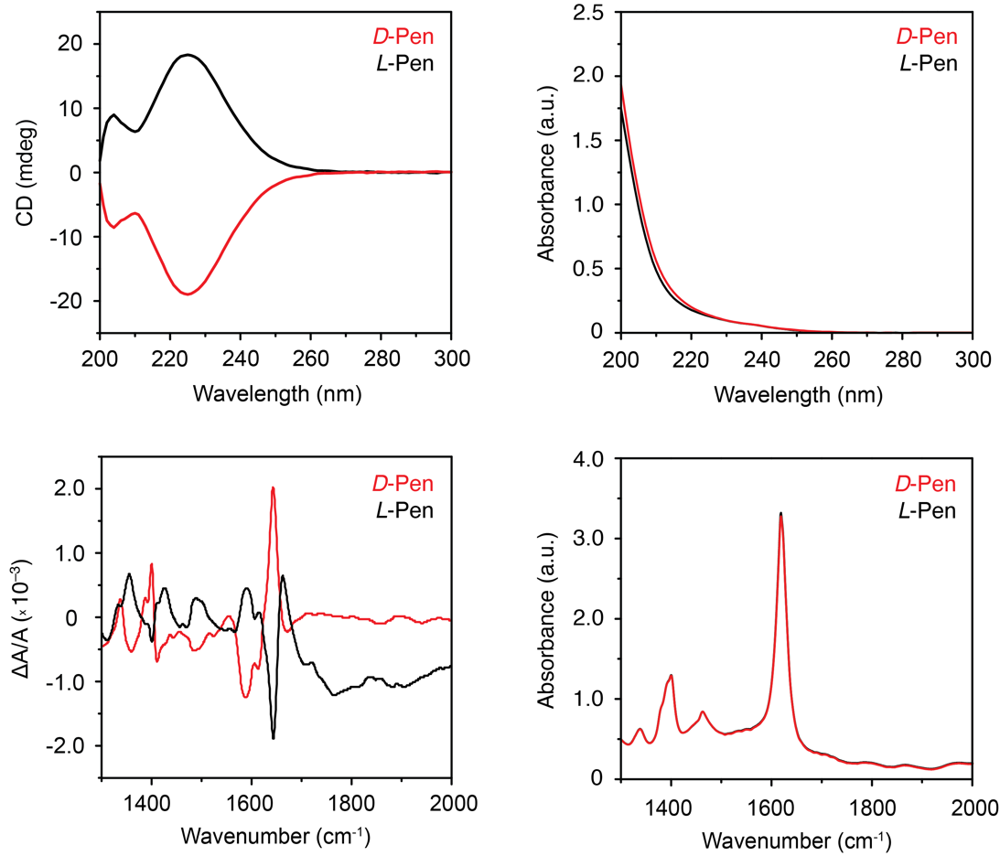 D-Pen
L-Pen
20
10
0
-10
-20
CD (mdeg)
200
220
240
260
280
300
Wavelength (nm)
D-Pen
L-Pen
2.5
2.0
1.5
1.0
0.5
0
Absorbance (a.u.)
200
220
240
260
280
300
Wavelength (nm)
D-Pen
L-Pen
2.0
1.0
0
-1.0
-2.0
ΔA/A (× 10⁻³)
1400
1600
1800
2000
Wavenumber (cm⁻¹)
D-Pen
L-Pen
4.0
3.0
2.0
1.0
0
Absorbance (a.u.)
1400
1600
1800
2000
Wavenumber (cm⁻¹)